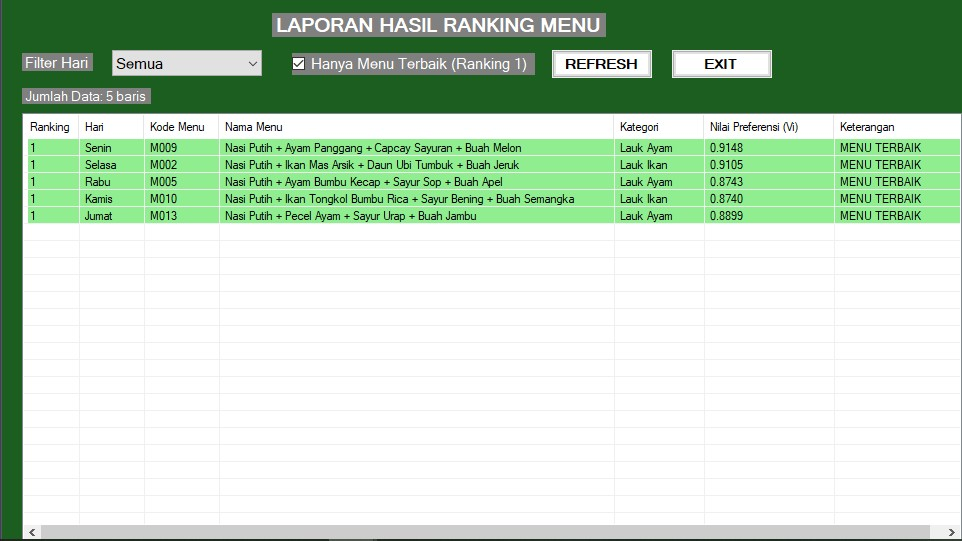 LAPORAN HASIL RANKING MENU
Filter Hari Semua Hanya Menu Terbaik (Ranking 1) REFRESH EXIT
Jumlah Data: 5 baris
Ranking Hari Kode Menu Nama Menu Kategori Nilai Preferensi (Vi) Keterangan
1 Senin M009 Nasi Putih + Ayam Panggang + Capcay Sayuran + Buah Melon Lauk Ayam 0.9148 MENU TERBAIK
1 Selasa M002 Nasi Putih + Ikan Mas Arsik + Daun Ubi Tumbuk + Buah Jeruk Lauk Ikan 0.9105 MENU TERBAIK
1 Rabu M005 Nasi Putih + Ayam Bumbu Kecap + Sayur Sop + Buah Apel Lauk Ayam 0.8743 MENU TERBAIK
1 Kamis M010 Nasi Putih + Ikan Tongkol Bumbu Rica + Sayur Bening + Buah Semangka Lauk Ikan 0.8740 MENU TERBAIK
1 Jumat M013 Nasi Putih + Pecel Ayam + Sayur Urap + Buah Jambu Lauk Ayam 0.8899 MENU TERBAIK